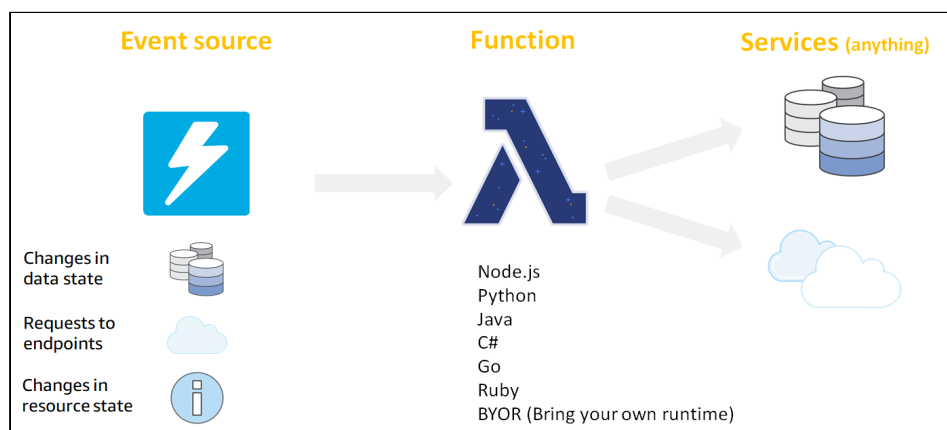 Event source
Function
Services (anything)
Changes in
data state
Requests to
endpoints
Changes in
resource state
Node.js
Python
Java
C#
Go
Ruby
BYOR (Bring your own runtime)